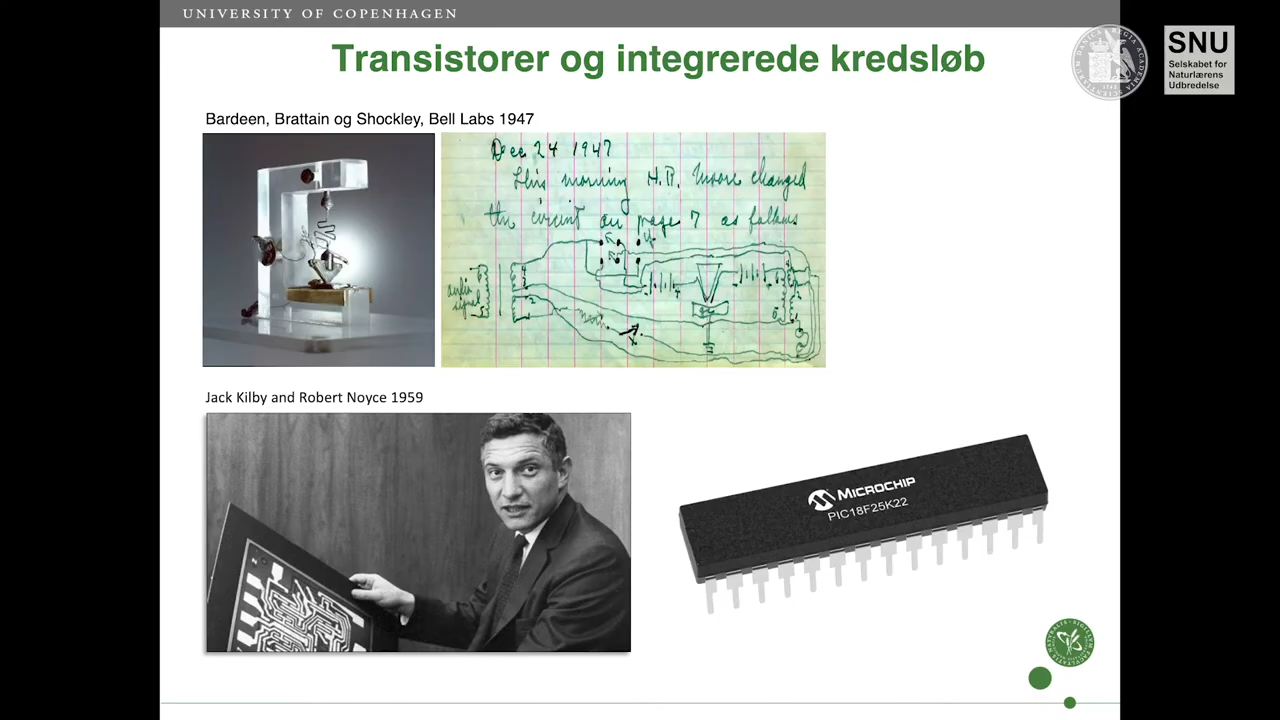 UNIVERSITY OF COPENHAGEN
Transistorer og integrerede kredsløb
SNU
Selskabet for
Naturlærens
Udbredelse
Bardeen, Brattain og Shockley, Bell Labs 1947
Dec 24 1947
This morning H.R. Moore changed
the circuit on page 7 as follows
audio
signal
Jack Kilby and Robert Noyce 1959
MICROCHIP
PIC18F25K22